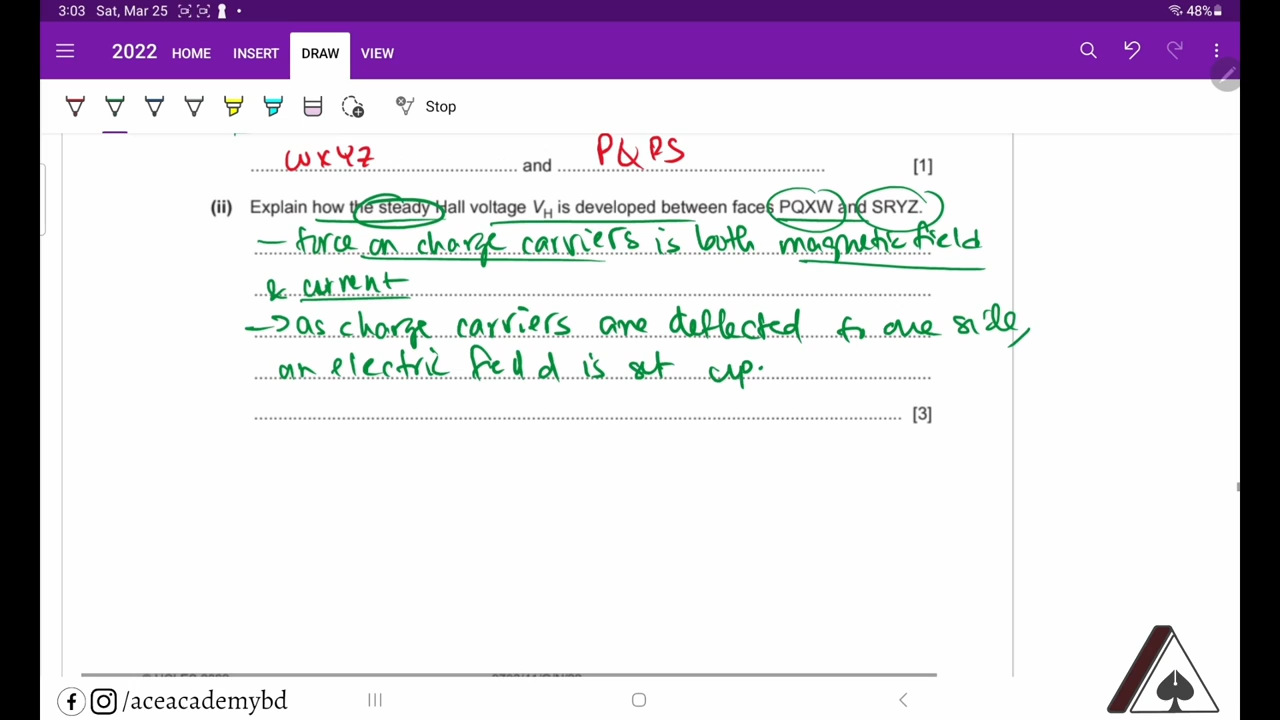 3:03 Sat, Mar 25
48%
2022 HOME INSERT DRAW VIEW
Stop
WXYZ and PQRS [1]
(ii) Explain how the steady Hall voltage VH is developed between faces PQXW and SRYZ.
– force on charge carriers is both magnetic field
& current
→ as charge carriers are deflected to one side,
an electric field is set up.
[3]
/aceacademybd